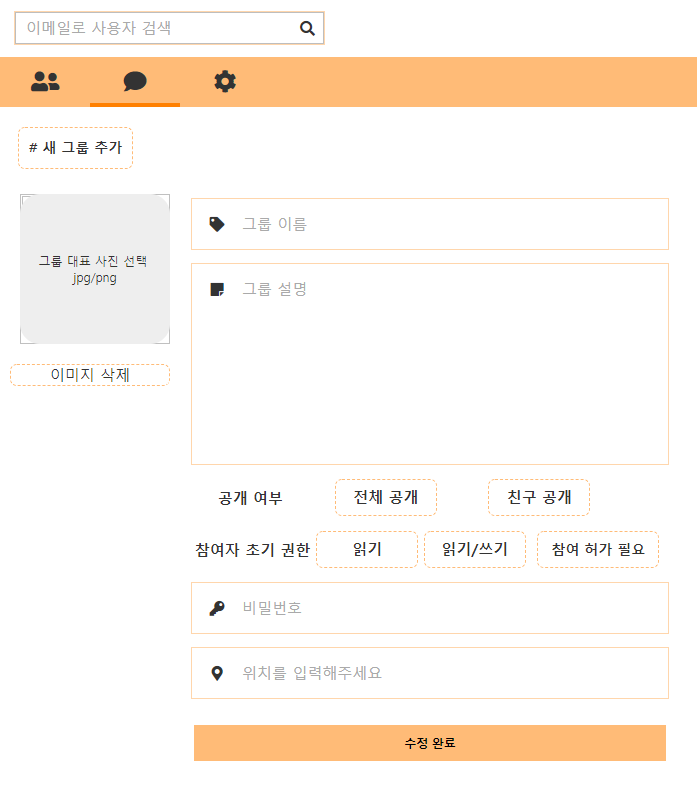 이메일로 사용자 검색
# 새 그룹 추가
그룹 대표 사진 선택
jpg/png
이미지 삭제
그룹 이름
그룹 설명
공개 여부 전체 공개 친구 공개
참여자 초기 권한 읽기 읽기/쓰기 참여 허가 필요
비밀번호
위치를 입력해주세요
수정 완료